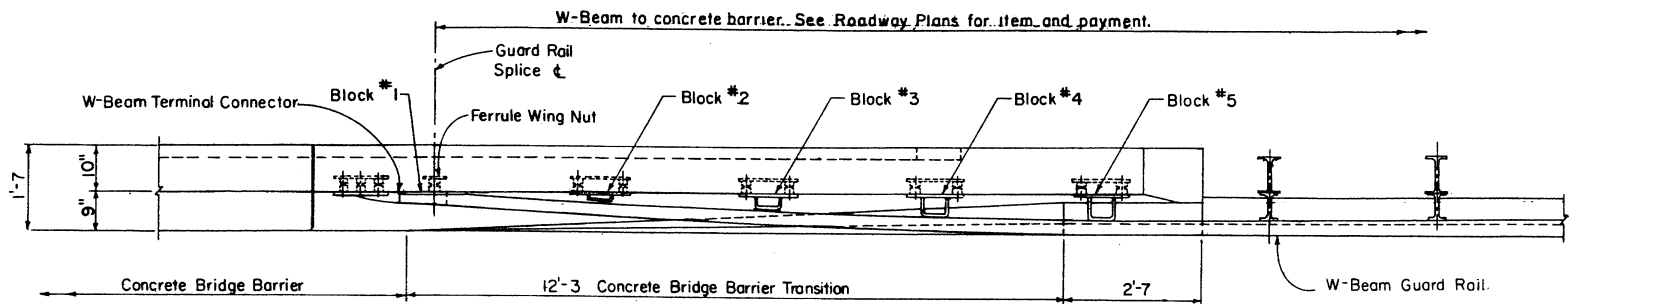 W-Beam to concrete barrier. See Roadway Plans for item and payment.
Guard Rail
Splice ℄
W-Beam Terminal Connector
Block #1
Ferrule Wing Nut
Block #2
Block #3
Block #4
Block #5
1'-7
10"
9"
Concrete Bridge Barrier
12'-3 Concrete Bridge Barrier Transition
2'-7
W-Beam Guard Rail.